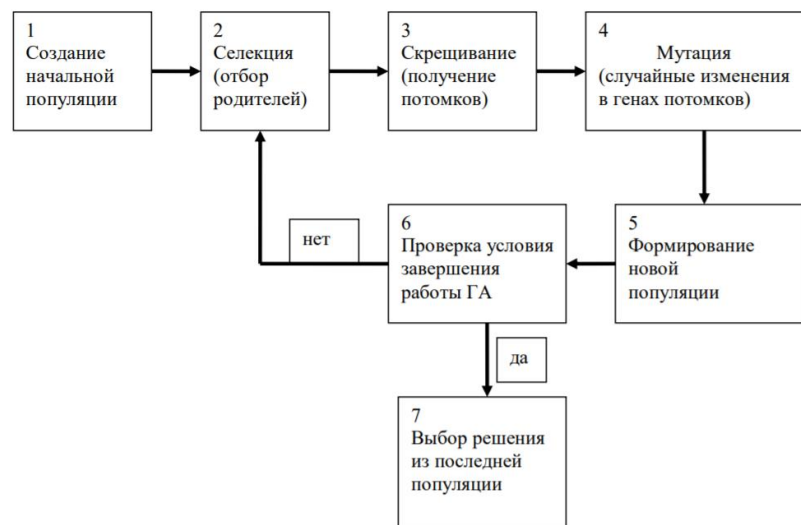 1
Создание
начальной
популяции
2
Селекция
(отбор
родителей)
3
Скрещивание
(получение
потомков)
4
Мутация
(случайные изменения
в генах потомков)
5
Формирование
новой
популяции
6
Проверка условия
завершения
работы ГА
нет
да
7
Выбор решения
из последней
популяции